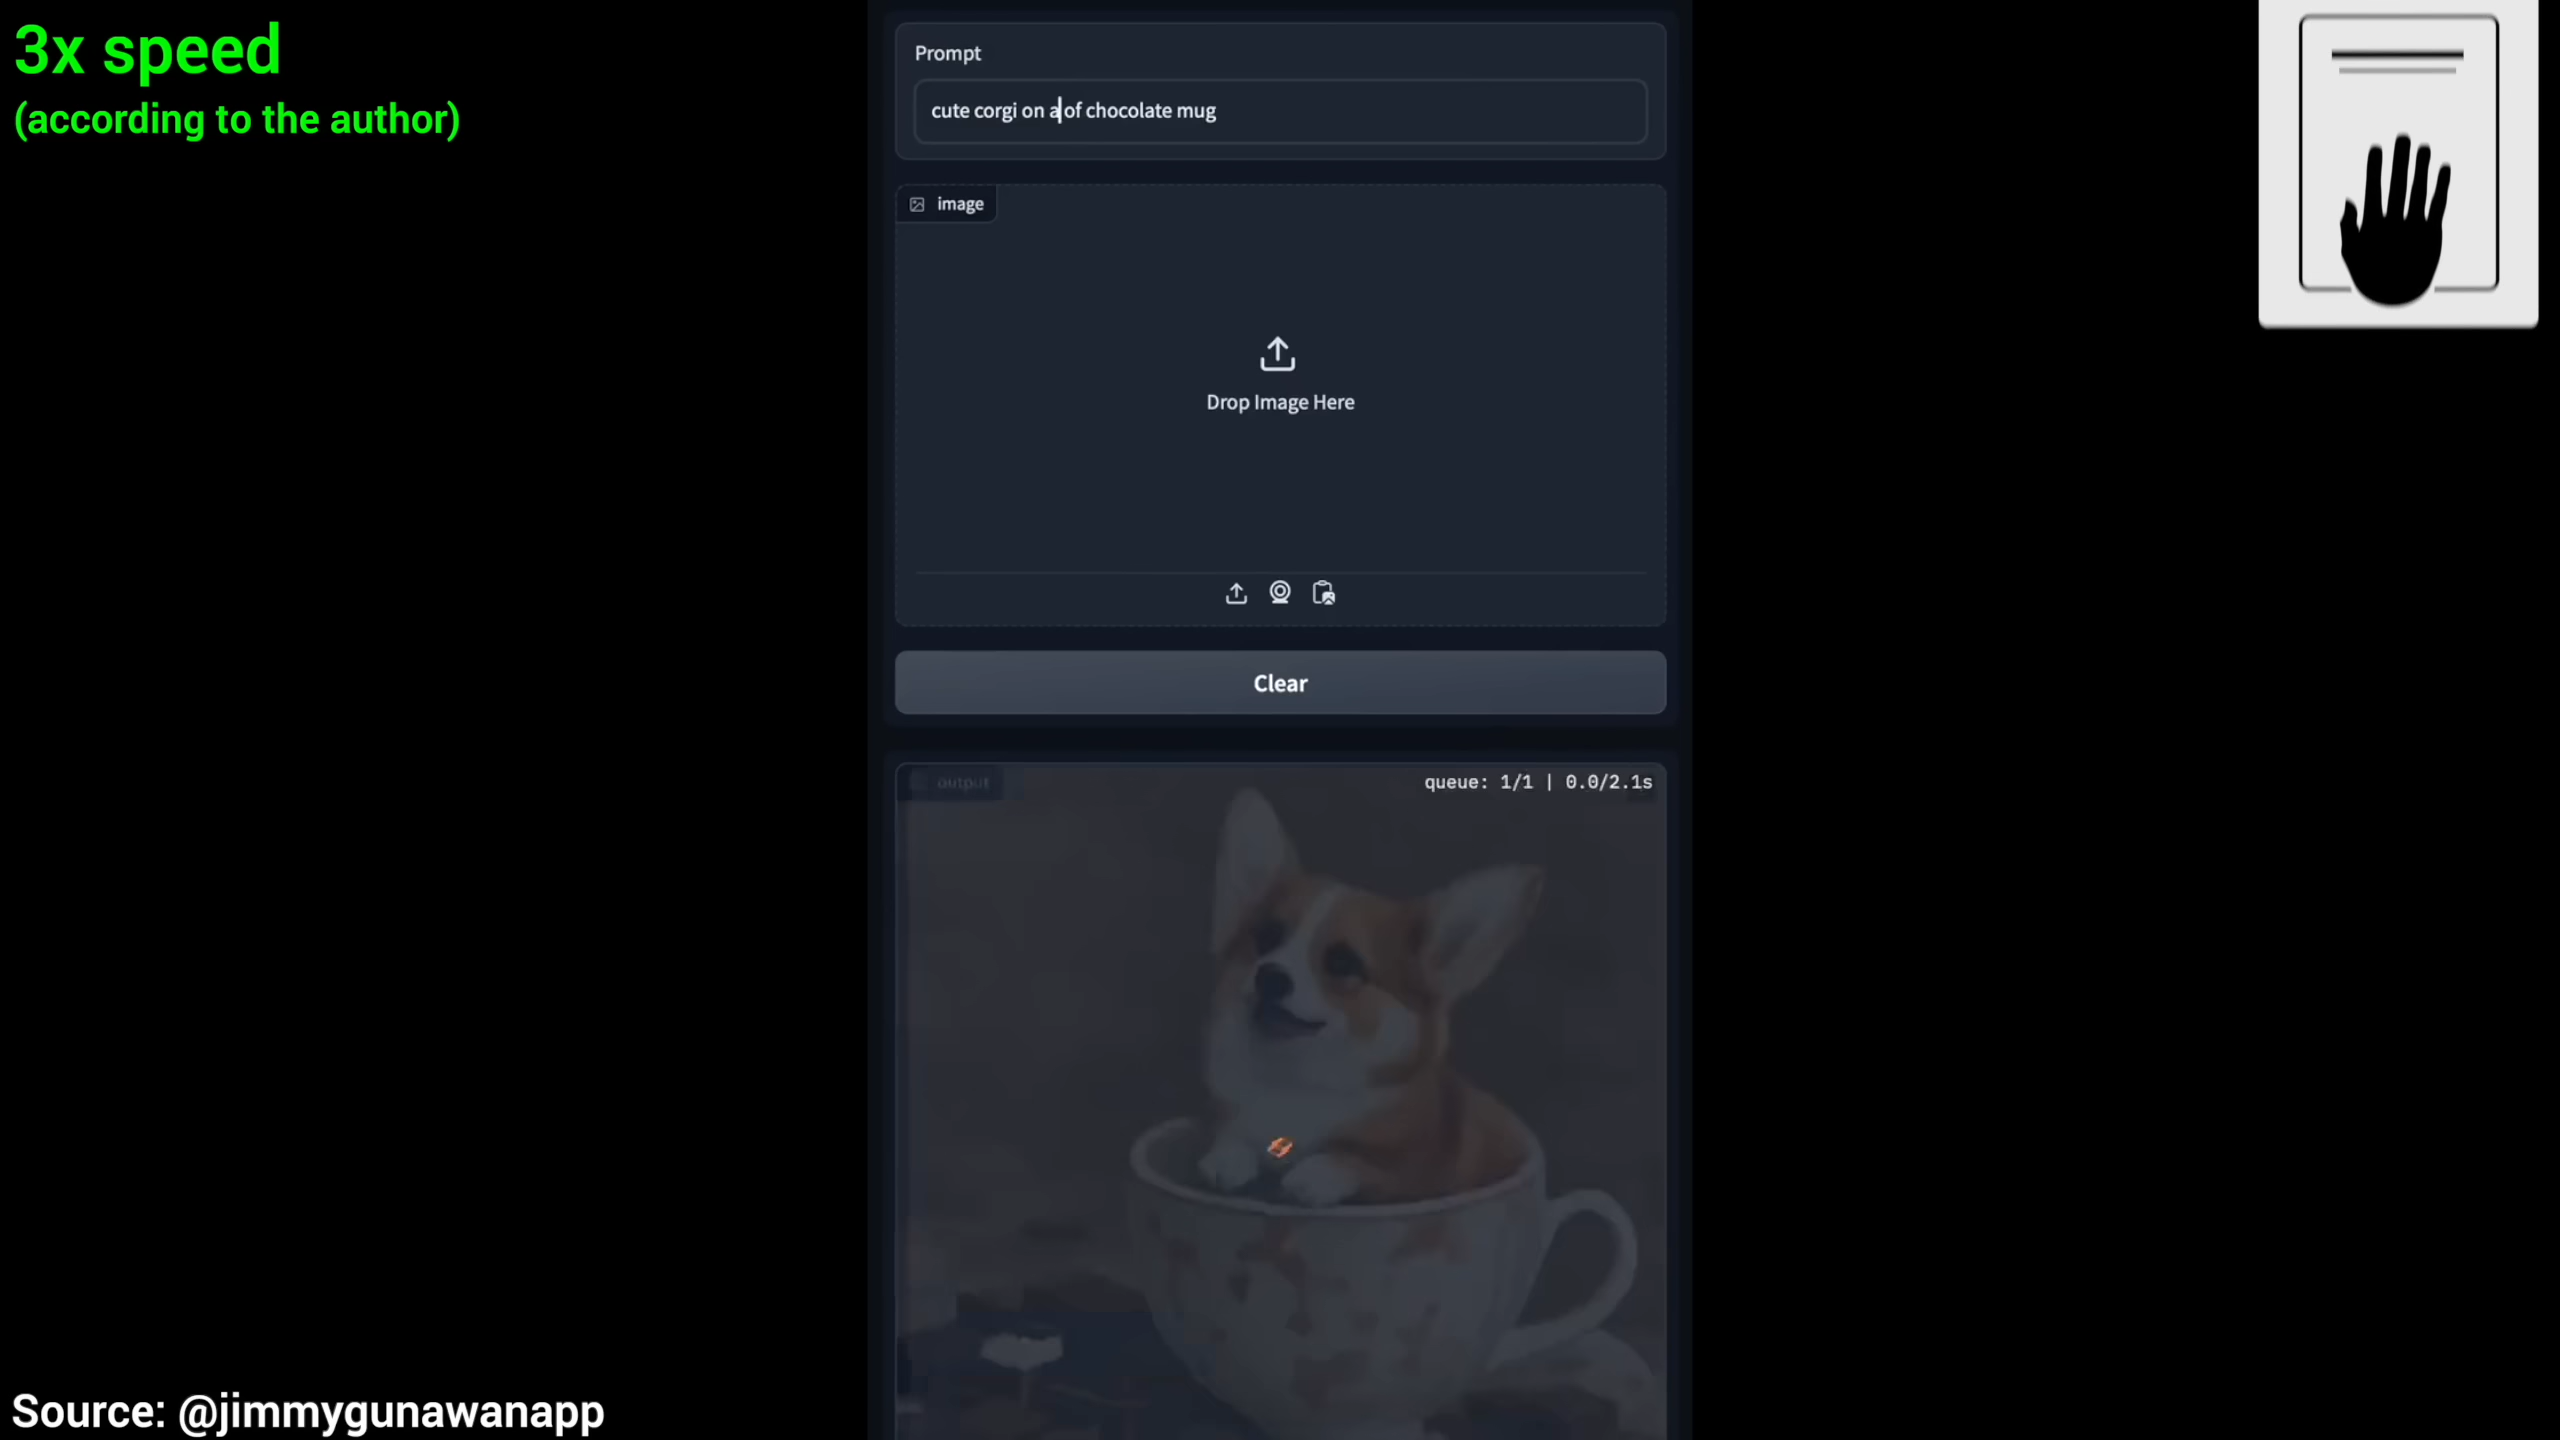 3x speed
(according to the author)
Prompt
cute corgi on a of chocolate mug
image
Drop Image Here
Clear
output
queue: 1/1 | 0.0/2.1s
Source: @jimmygunawanapp